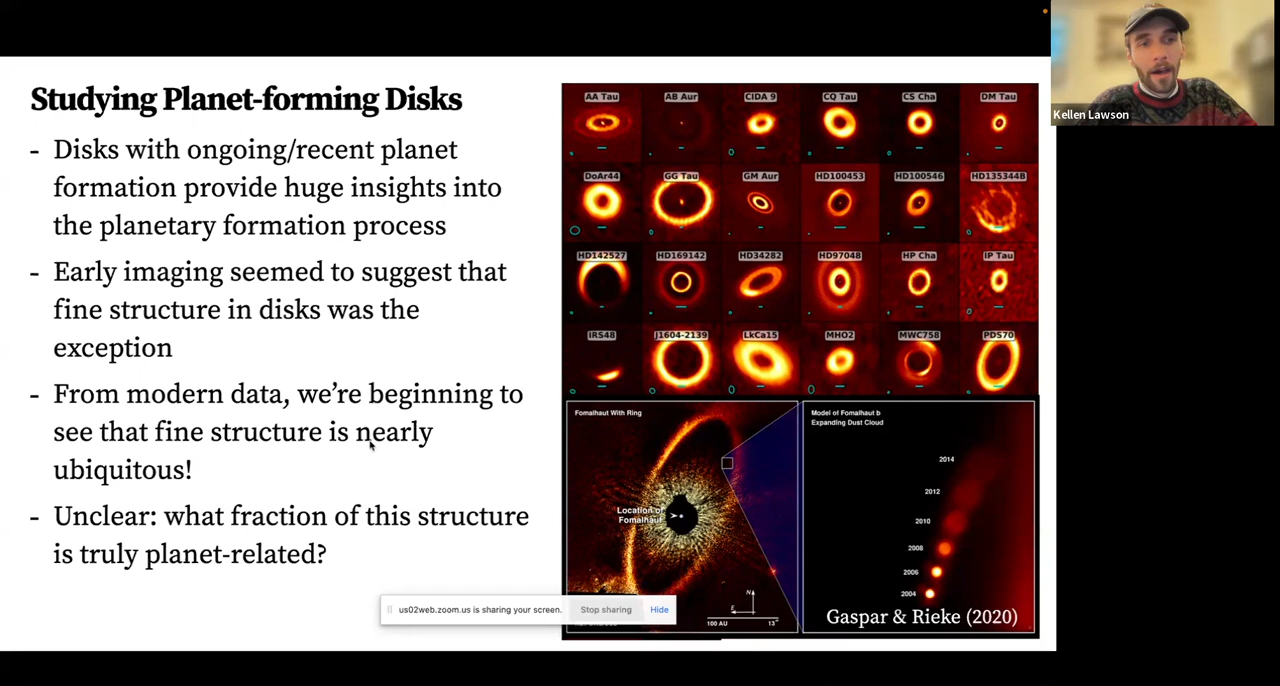 Studying Planet-forming Disks
- Disks with ongoing/recent planet
formation provide huge insights into
the planetary formation process
- Early imaging seemed to suggest that
fine structure in disks was the
exception
- From modern data, we're beginning to
see that fine structure is nearly
ubiquitous!
- Unclear: what fraction of this structure
is truly planet-related?
AA Tau AB Aur CIDA 9 CQ Tau CS Cha DM Tau
DoAr44 GG Tau GM Aur HD100453 HD100546 HD135344B
HD142527 HD169142 HD34282 HD97048 HP Cha IP Tau
IRS48 J1604-2139 LkCa15 MHO2 MWC758 PDS70
Fomalhaut With Ring
Location of
Fomalhaut
N
E
100 AU 13"
Model of Fomalhaut b
Expanding Dust Cloud
2014
2012
2010
2008
2006
2004
Gaspar & Rieke (2020)
us02web.zoom.us is sharing your screen. Stop sharing Hide
Kellen Lawson